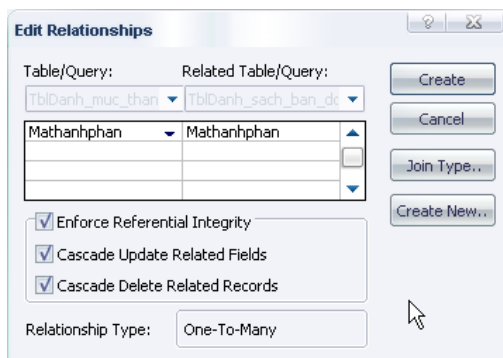 Edit Relationships
Table/Query: Related Table/Query:
TblDanh_muc_than TblDanh_sach_ban_dc
Mathanhphan Mathanhphan
Enforce Referential Integrity
Cascade Update Related Fields
Cascade Delete Related Records
Relationship Type: One-To-Many
Create
Cancel
Join Type..
Create New..